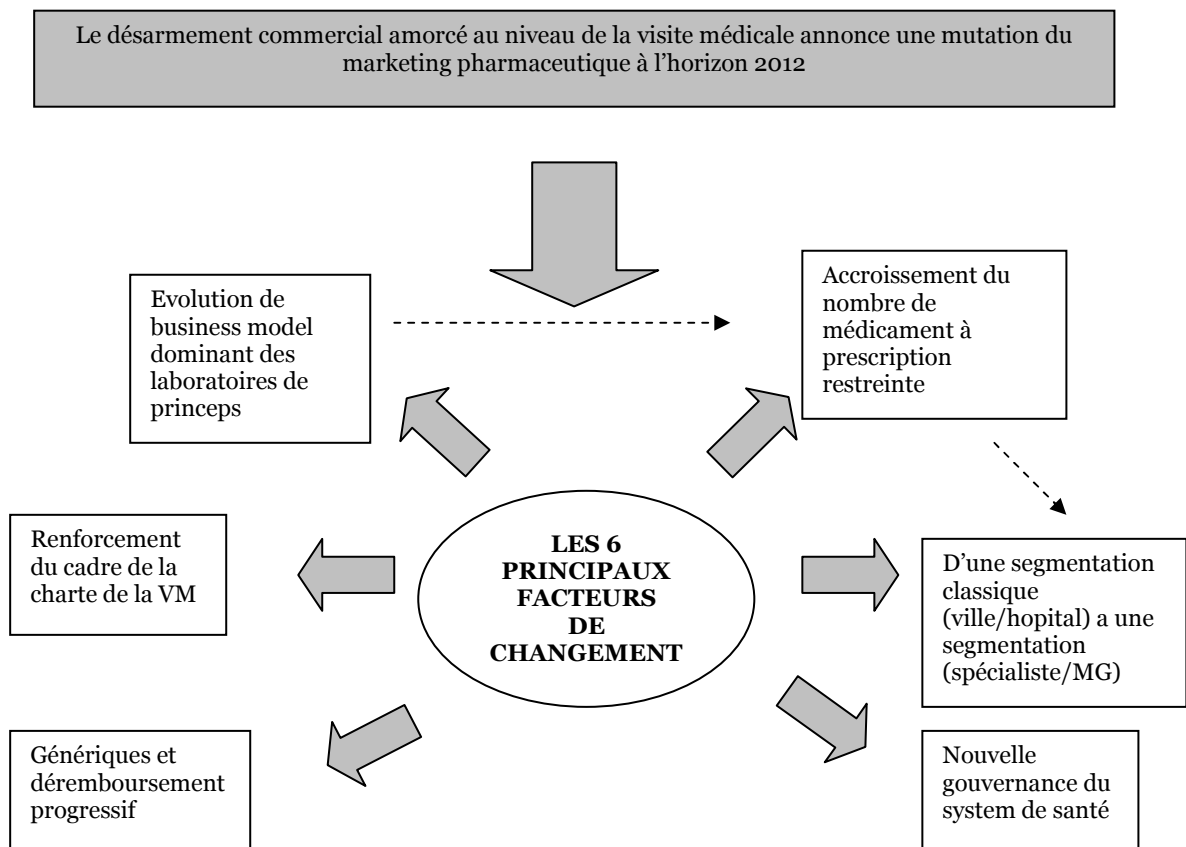 Le désarmement commercial amorcé au niveau de la visite médicale annonce une mutation du
marketing pharmaceutique à l’horizon 2012
Evolution de
business model
dominant des
laboratoires de
princeps
Accroissement du
nombre de
médicament à
prescription
restreinte
Renforcement
du cadre de la
charte de la VM
LES 6
PRINCIPAUX
FACTEURS
DE
CHANGEMENT
D’une segmentation
classique
(ville/hopital) a une
segmentation
(spécialiste/MG)
Génériques et
déremboursement
progressif
Nouvelle
gouvernance du
system de santé